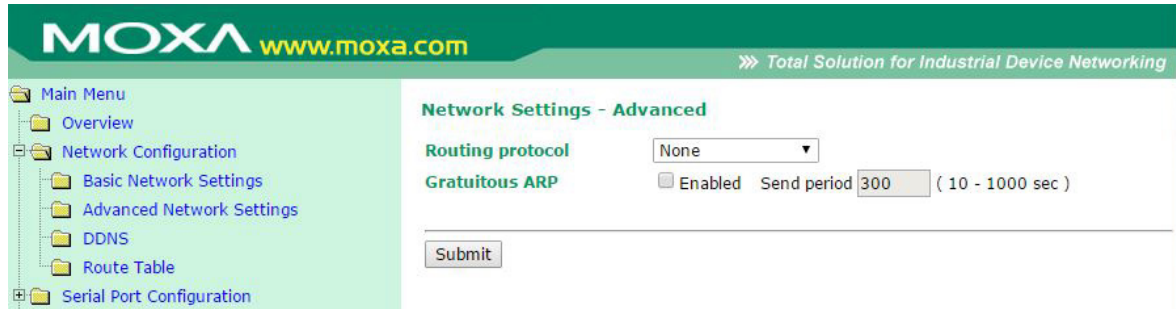 MOXA www.moxa.com
Total Solution for Industrial Device Networking
Main Menu
Overview
Network Configuration
Basic Network Settings
Advanced Network Settings
DDNS
Route Table
Serial Port Configuration
Network Settings - Advanced
Routing protocol None
Gratuitous ARP Enabled Send period 300 ( 10 - 1000 sec )
Submit